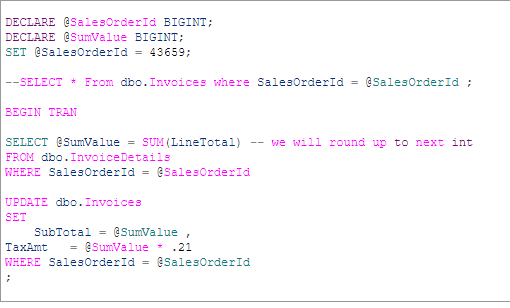 DECLARE @SalesOrderId BIGINT;
DECLARE @SumValue BIGINT;
SET @SalesOrderId = 43659;
--SELECT * From dbo.Invoices where SalesOrderId = @SalesOrderId ;
BEGIN TRAN
SELECT @SumValue = SUM(LineTotal) -- we will round up to next int
FROM dbo.InvoiceDetails
WHERE SalesOrderId = @SalesOrderId
UPDATE dbo.Invoices
SET
    SubTotal = @SumValue ,
TaxAmt   = @SumValue * .21
WHERE SalesOrderId = @SalesOrderId
;